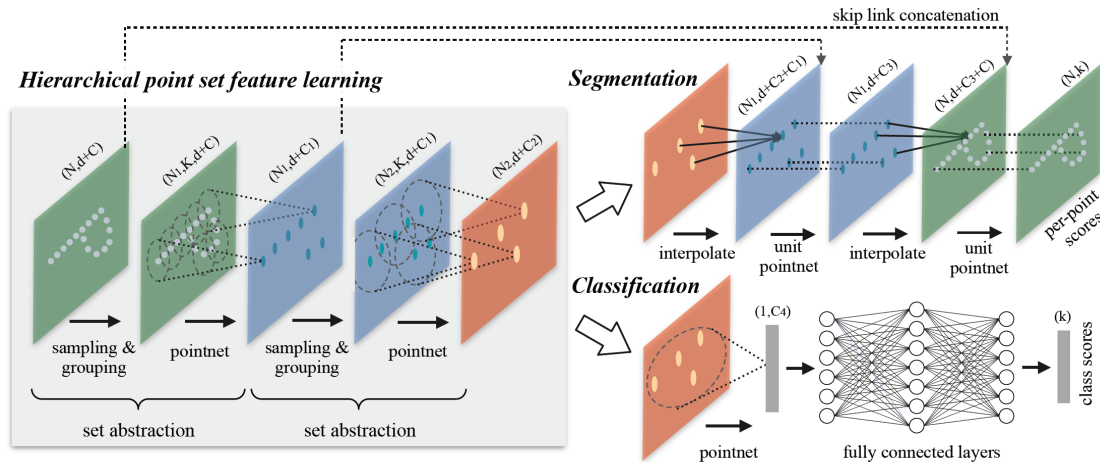 skip link concatenation
Hierarchical point set feature learning
(N,d+C)
(N1,K,d+C)
(N1,d+C1)
(N2,K,d+C1)
(N2,d+C2)
sampling &
grouping
pointnet
sampling &
grouping
pointnet
set abstraction
set abstraction
Segmentation
(N1,d+C2+C1)
(N1,d+C3)
(N,d+C3+C)
(N,k)
interpolate
unit
pointnet
interpolate
unit
pointnet
per-point
scores
Classification
(1,C4)
(k)
class scores
pointnet
fully connected layers